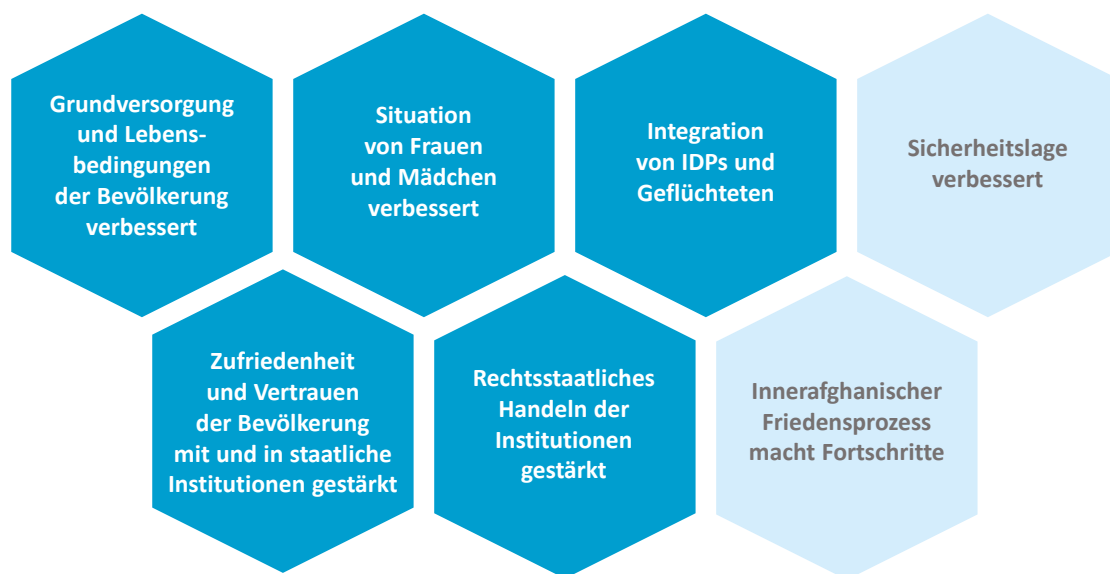 Grundversorgung
und Lebens-
bedingungen
der Bevölkerung
verbessert
Situation
von Frauen
und Mädchen
verbessert
Integration
von IDPs und
Geflüchteten
Sicherheitslage
verbessert
Zufriedenheit
und Vertrauen
der Bevölkerung
mit und in staatliche
Institutionen gestärkt
Rechtsstaatliches
Handeln der
Institutionen
gestärkt
Innerafghanischer
Friedensprozess
macht Fortschritte